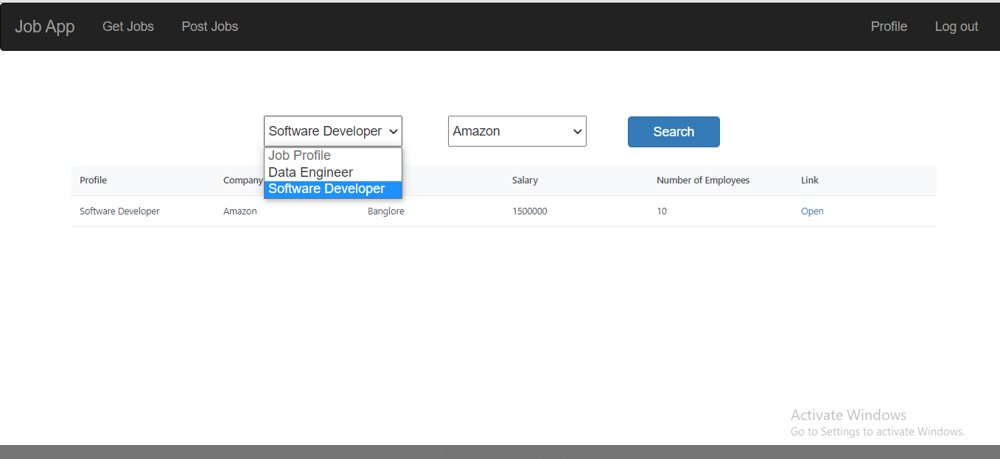 Job App Get Jobs Post Jobs Profile Log out
Software Developer Amazon Search
Job Profile
Data Engineer
Software Developer
Profile Company Salary Number of Employees Link
Software Developer Amazon Banglore 1500000 10 Open
Activate Windows
Go to Settings to activate Windows.